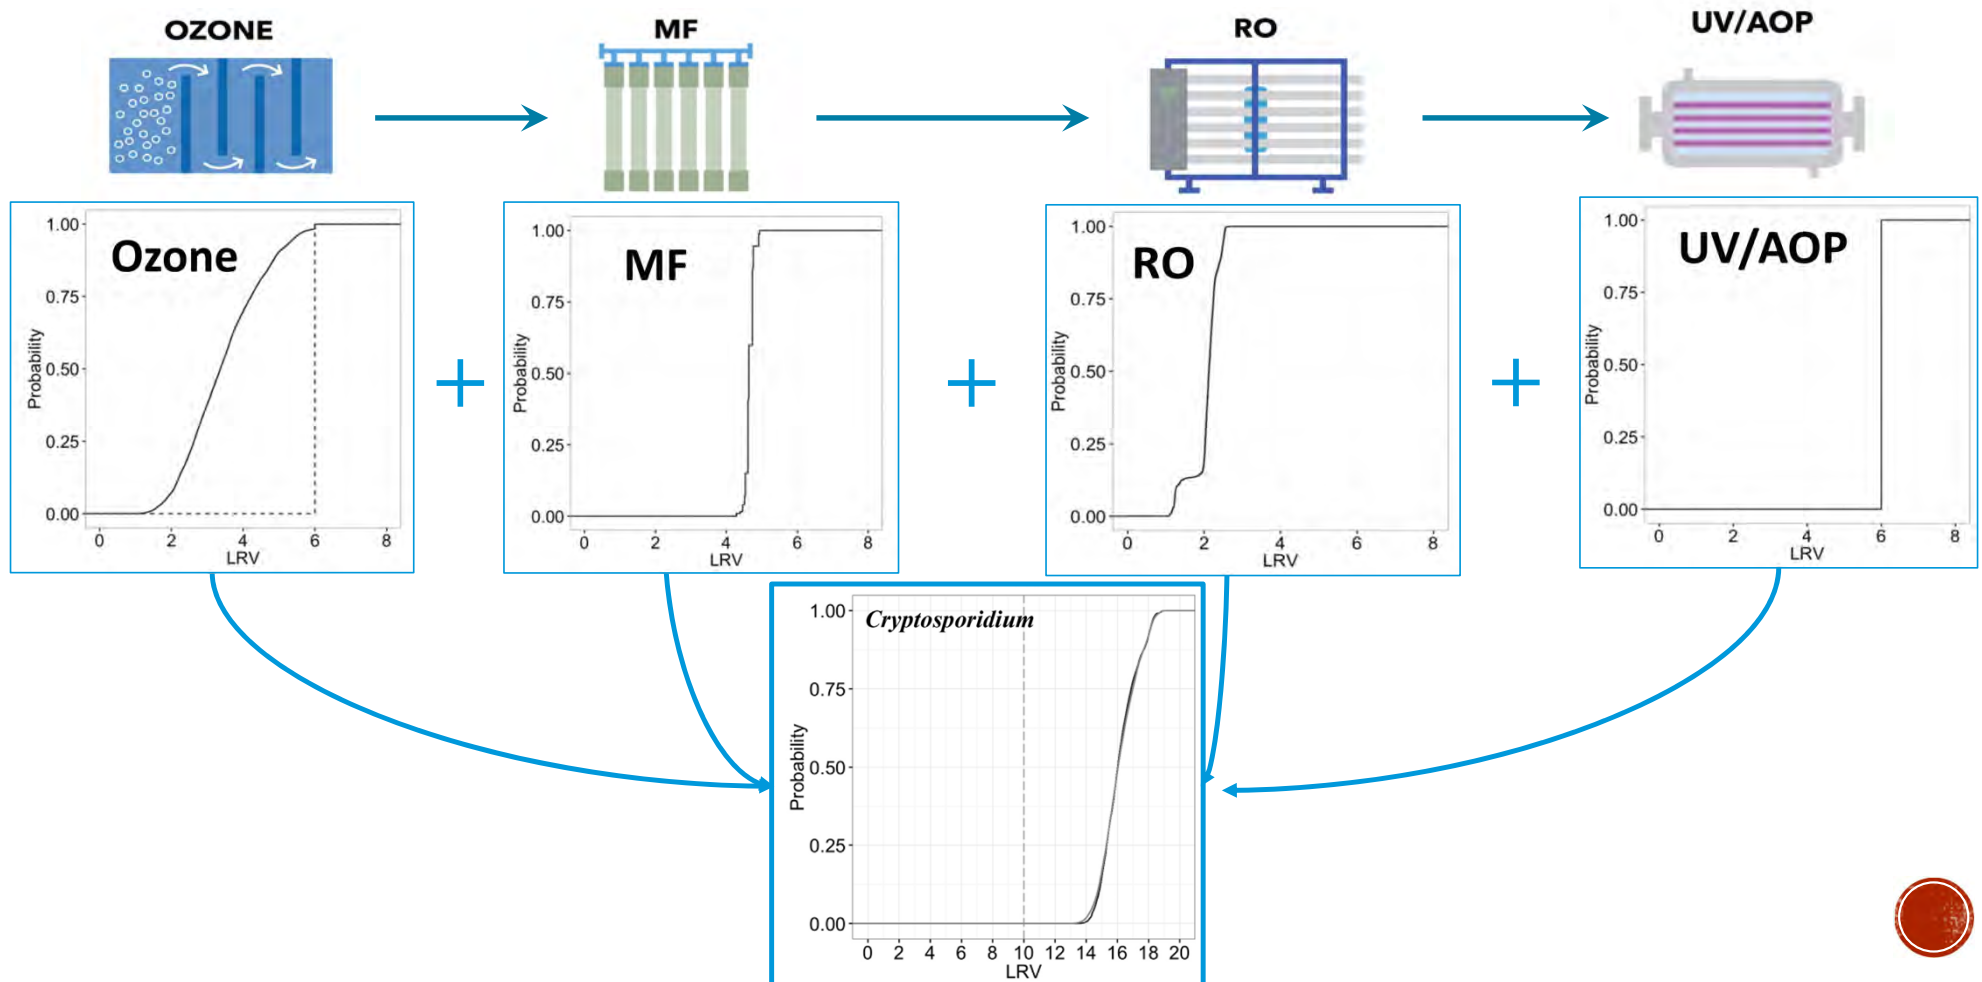 OZONE
MF
RO
UV/AOP
Ozone
1.00
0.75
0.50
0.25
0.00
Probability
0 2 4 6 8
LRV
+
MF
1.00
0.75
0.50
0.25
0.00
Probability
0 2 4 6 8
LRV
+
RO
1.00
0.75
0.50
0.25
0.00
Probability
0 2 4 6 8
LRV
+
UV/AOP
1.00
0.75
0.50
0.25
0.00
Probability
0 2 4 6 8
LRV
Cryptosporidium
1.00
0.75
0.50
0.25
0.00
Probability
0 2 4 6 8 10 12 14 16 18 20
LRV